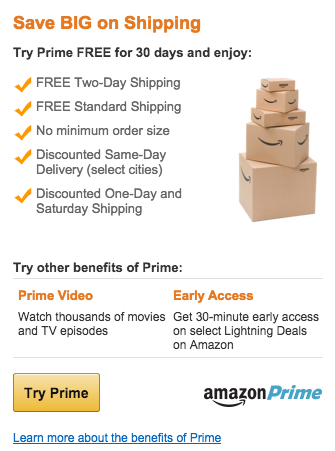 Save BIG on Shipping
Try Prime FREE for 30 days and enjoy:
FREE Two-Day Shipping
FREE Standard Shipping
No minimum order size
Discounted Same-Day
Delivery (select cities)
Discounted One-Day and
Saturday Shipping
Try other benefits of Prime:
Prime Video
Watch thousands of movies
and TV episodes
Early Access
Get 30-minute early access
on select Lightning Deals
on Amazon
Try Prime
amazonPrime
Learn more about the benefits of Prime